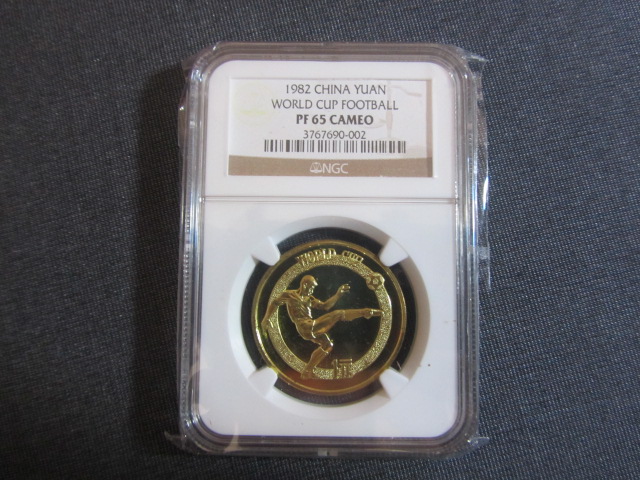 1982 CHINA YUAN
WORLD CUP FOOTBALL
PF 65 CAMEO
3767690-002
NGC
WORLD CUP